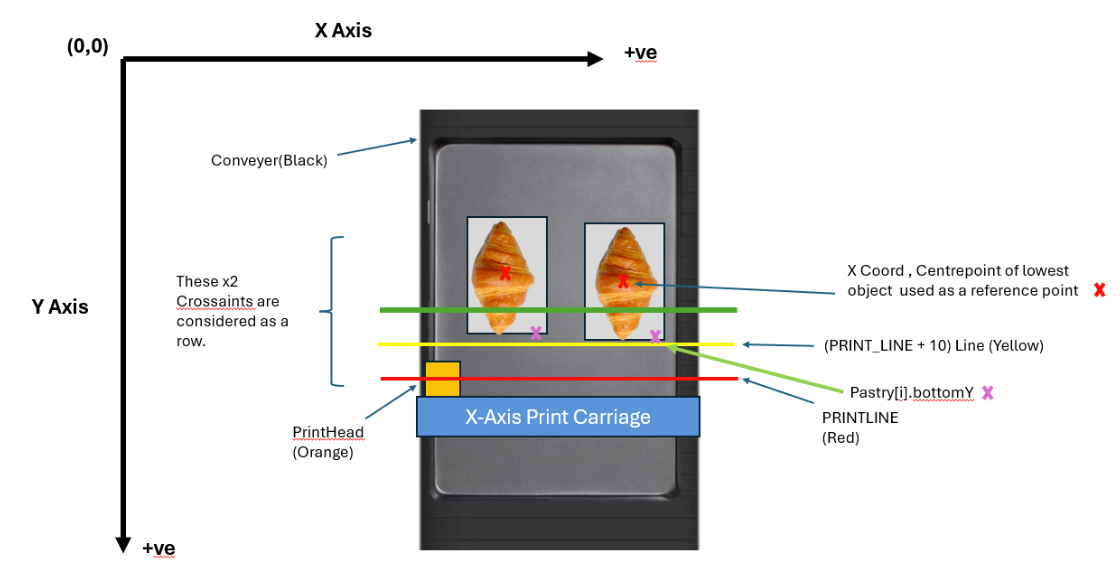 X Axis
(0,0)
+ve
Conveyer(Black)
These x2
Crossaints are
considered as a
row.
Y Axis
X Coord , Centrepoint of lowest
object used as a reference point
(PRINT_LINE + 10) Line (Yellow)
Pastry[i].bottomY
PRINTLINE
(Red)
X-Axis Print Carriage
PrintHead
(Orange)
+ve